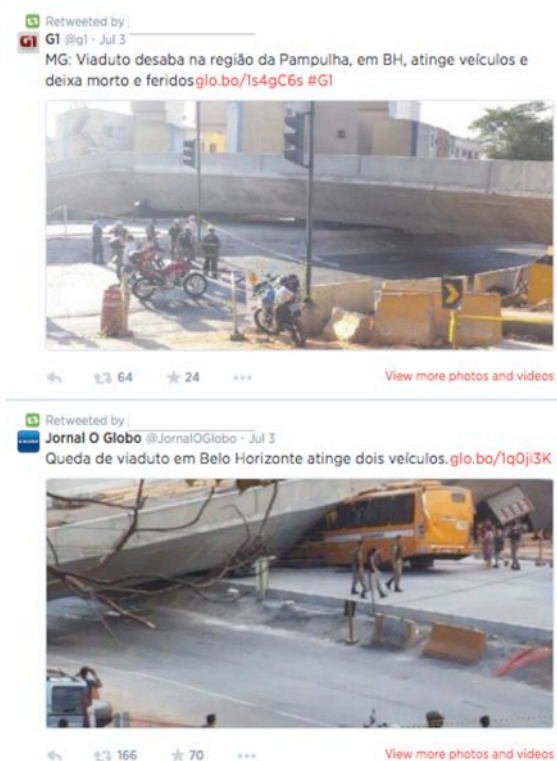 Retweeted by
G1 @g1 · Jul 3
MG: Viaduto desaba na região da Pampulha, em BH, atinge veículos e
deixa morto e feridosglo.bo/1s4gC6s #G1
64 24
View more photos and videos
Retweeted by
Jornal O Globo @JornalOGlobo · Jul 3
Queda de viaduto em Belo Horizonte atinge dois veículos.glo.bo/1q0ji3K
166 70
View more photos and videos